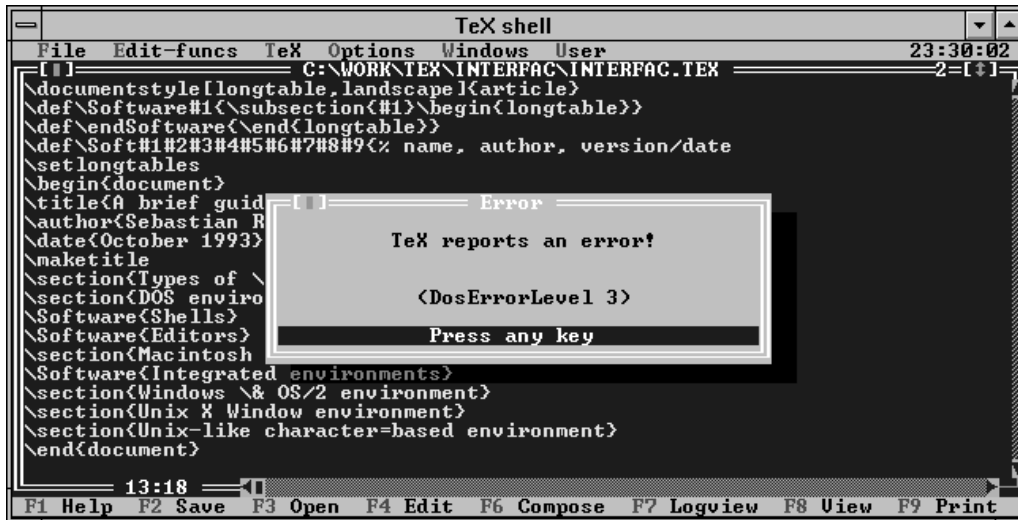 TeX shell
File Edit-funcs TeX Options Windows User 23:30:02
C:\WORK\TEX\INTERFAC\INTERFAC.TEX 2=[↕]
\documentstyle[longtable,landscape]{article}
\def\Software#1{\subsection{#1}\begin{longtable}}
\def\endSoftware{\end{longtable}}
\def\Soft#1#2#3#4#5#6#7#8#9{% name, author, version/date
\setlongtables
\begin{document}
\title{A brief guid
\author{Sebastian R
\date{October 1993}
\maketitle
\section{Types of \
\section{DOS enviro
\Software{Shells}
\Software{Editors}
\section{Macintosh
\Software{Integrated environments}
\section{Windows \& OS/2 environment}
\section{Unix X Window environment}
\section{Unix-like character=based environment}
\end{document}
Error
TeX reports an error!
(DosErrorLevel 3)
Press any key
13:18
F1 Help F2 Save F3 Open F4 Edit F6 Compose F7 Logview F8 View F9 Print